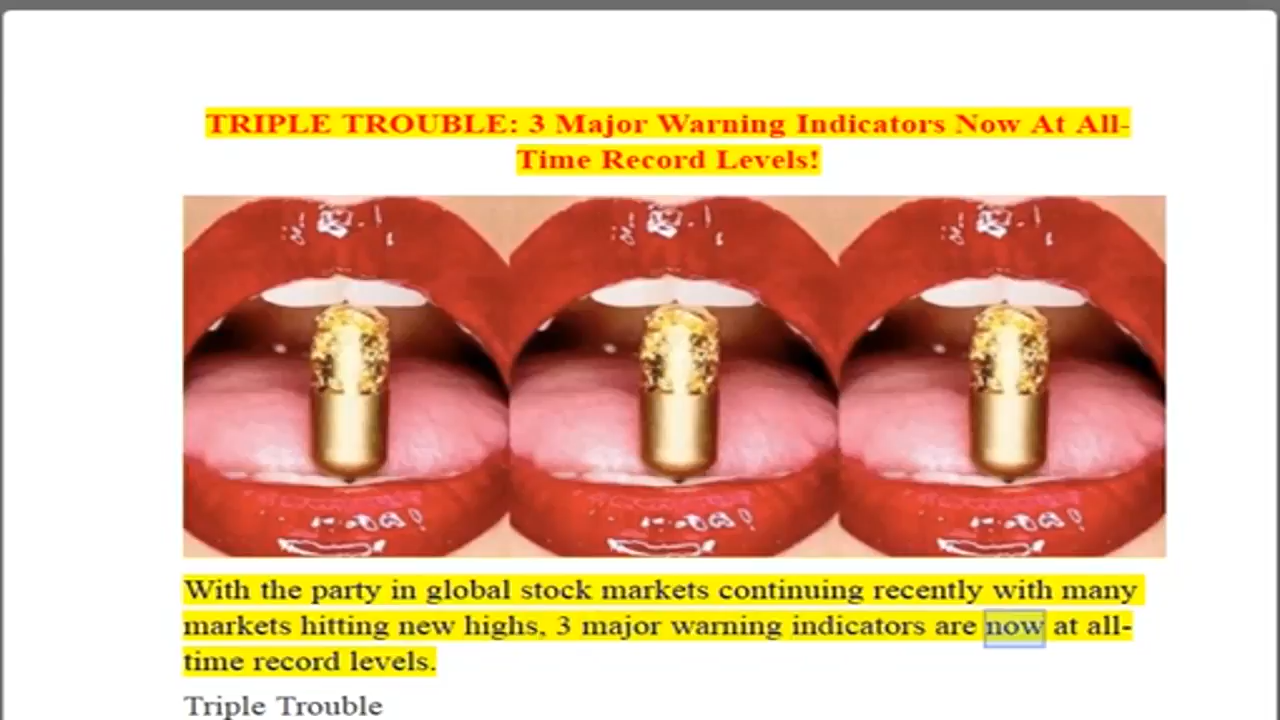 TRIPLE TROUBLE: 3 Major Warning Indicators Now At All-
Time Record Levels!
With the party in global stock markets continuing recently with many
markets hitting new highs, 3 major warning indicators are now at all-
time record levels.
Triple Trouble